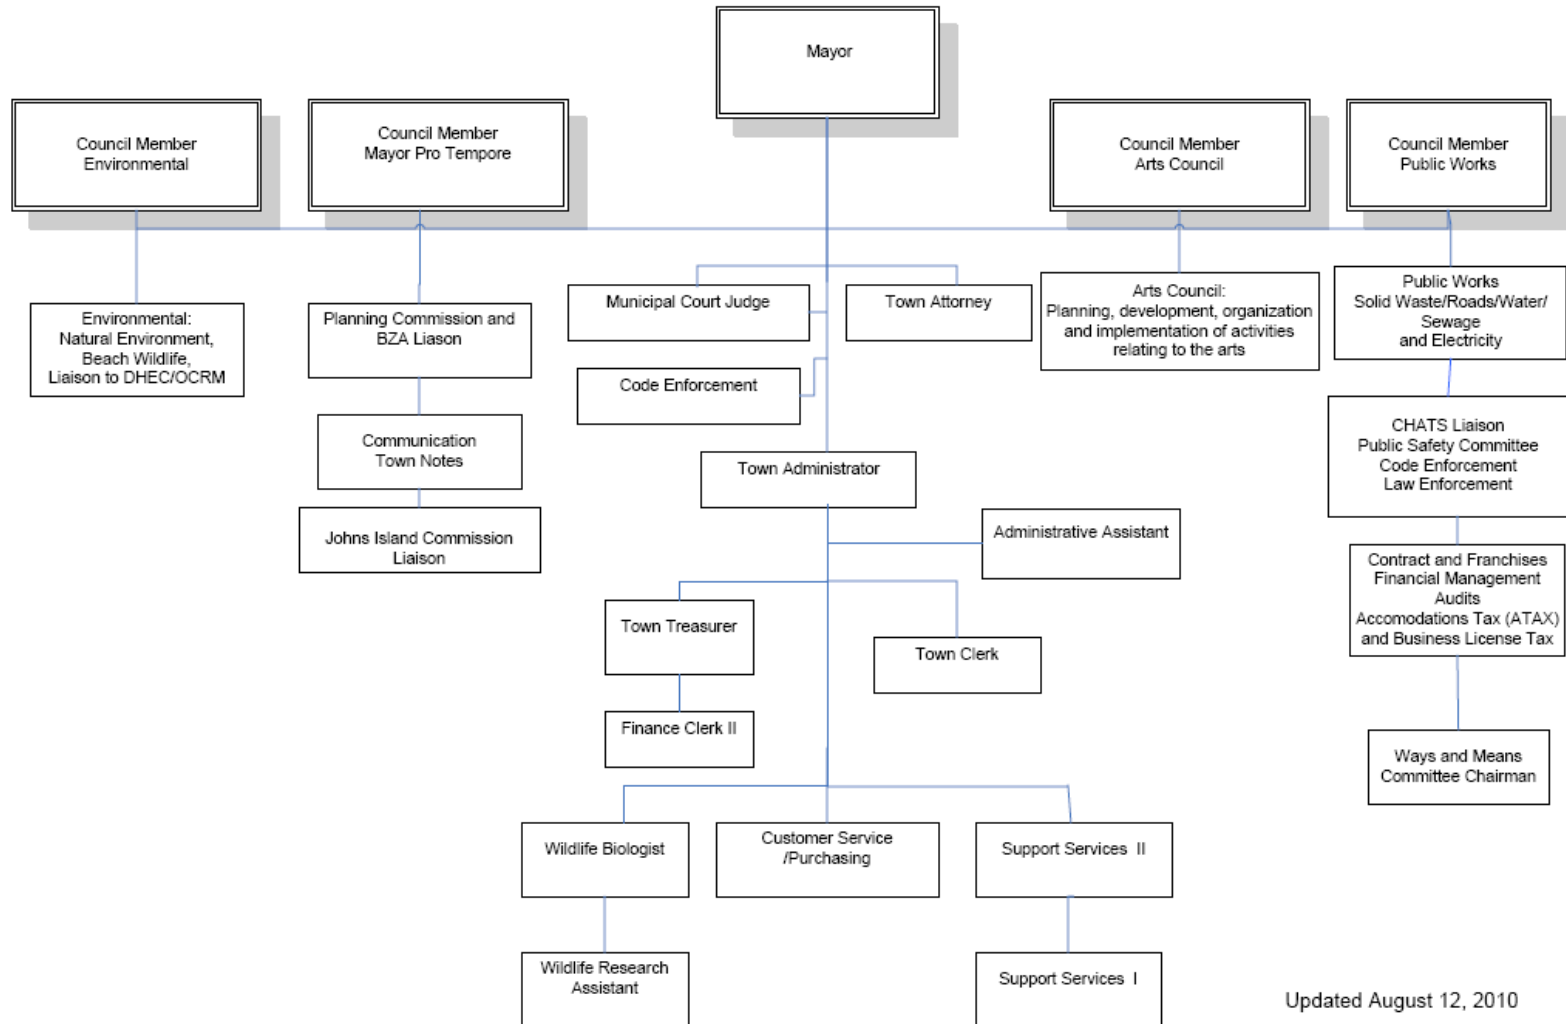 Mayor
Council Member
Environmental
Council Member
Mayor Pro Tempore
Council Member
Arts Council
Council Member
Public Works
Environmental:
Natural Environment,
Beach Wildlife,
Liaison to DHEC/OCRM
Planning Commission and
BZA Liason
Communication
Town Notes
Johns Island Commission
Liaison
Municipal Court Judge
Town Attorney
Code Enforcement
Arts Council:
Planning, development, organization
and implementation of activities
relating to the arts
Public Works
Solid Waste/Roads/Water/
Sewage
and Electricity
CHATS Liaison
Public Safety Committee
Code Enforcement
Law Enforcement
Contract and Franchises
Financial Management
Audits
Accomodations Tax (ATAX)
and Business License Tax
Ways and Means
Committee Chairman
Town Administrator
Administrative Assistant
Town Treasurer
Town Clerk
Finance Clerk II
Wildlife Biologist
Customer Service
/Purchasing
Support Services II
Wildlife Research
Assistant
Support Services I
Updated August 12, 2010